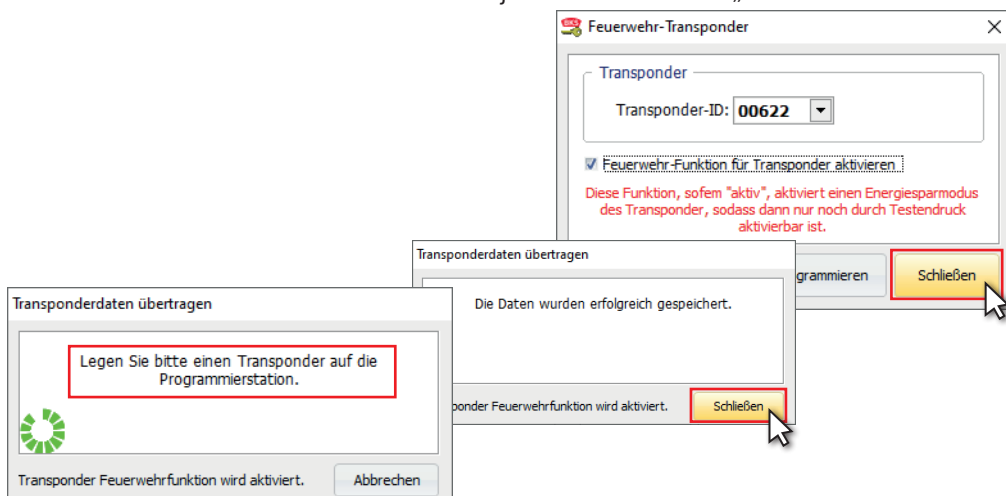 BKS
Feuerwehr-Transponder
Transponder
Transponder-ID: 00622
Feuerwehr-Funktion für Transponder aktivieren
Diese Funktion, sofern "aktiv", aktiviert einen Energiesparmodus
des Transponder, sodass dann nur noch durch Testendruck
aktivierbar ist.
grammieren
Schließen
Transponderdaten übertragen
Die Daten wurden erfolgreich gespeichert.
ponder Feuerwehrfunktion wird aktiviert.
Schließen
Transponderdaten übertragen
Legen Sie bitte einen Transponder auf die
Programmierstation.
Transponder Feuerwehrfunktion wird aktiviert.
Abbrechen